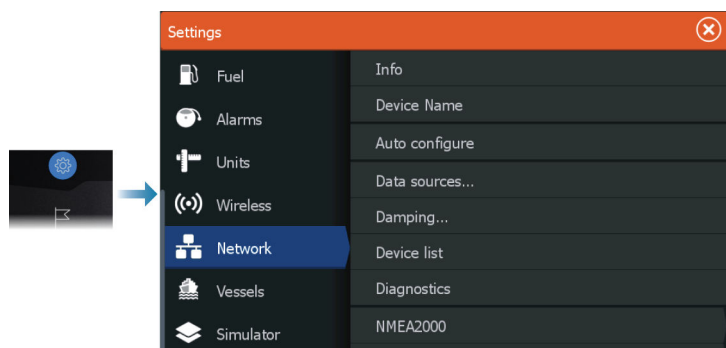 Settings
Fuel
Alarms
Units
Wireless
Network
Vessels
Simulator
Info
Device Name
Auto configure
Data sources...
Damping...
Device list
Diagnostics
NMEA2000